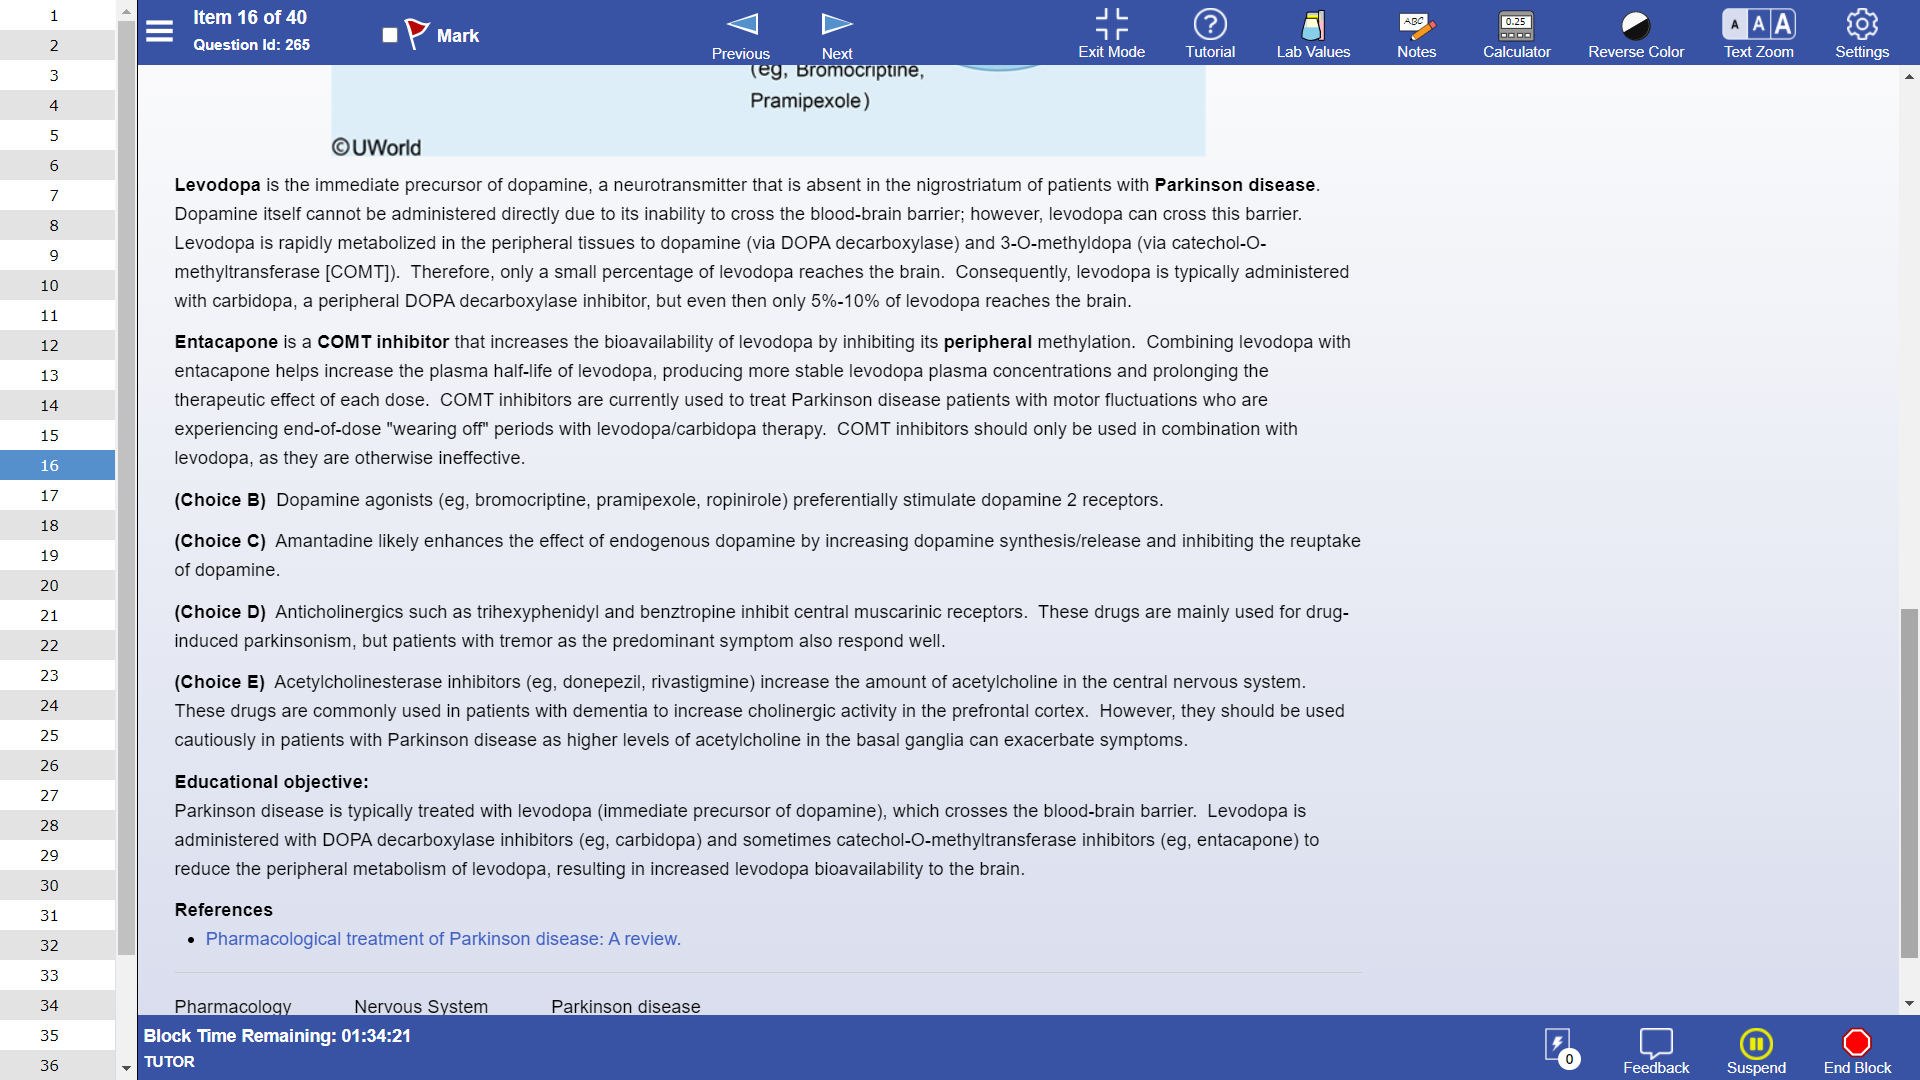 1
2
3
4
5
6
7
8
9
10
11
12
13
14
15
16
17
18
19
20
21
22
23
24
25
26
27
28
29
30
31
32
33
34
35
36
Item 16 of 40
Question Id: 265
Mark
Previous
Next
Exit Mode
Tutorial
Lab Values
ABC
Notes
0.25
Calculator
Reverse Color
A A A
Text Zoom
Settings
(eg, Bromocriptine,
Pramipexole)
©UWorld
Levodopa is the immediate precursor of dopamine, a neurotransmitter that is absent in the nigrostriatum of patients with Parkinson disease.
Dopamine itself cannot be administered directly due to its inability to cross the blood-brain barrier; however, levodopa can cross this barrier.
Levodopa is rapidly metabolized in the peripheral tissues to dopamine (via DOPA decarboxylase) and 3-O-methyldopa (via catechol-O-
methyltransferase [COMT]). Therefore, only a small percentage of levodopa reaches the brain. Consequently, levodopa is typically administered
with carbidopa, a peripheral DOPA decarboxylase inhibitor, but even then only 5%-10% of levodopa reaches the brain.
Entacapone is a COMT inhibitor that increases the bioavailability of levodopa by inhibiting its peripheral methylation. Combining levodopa with
entacapone helps increase the plasma half-life of levodopa, producing more stable levodopa plasma concentrations and prolonging the
therapeutic effect of each dose. COMT inhibitors are currently used to treat Parkinson disease patients with motor fluctuations who are
experiencing end-of-dose "wearing off" periods with levodopa/carbidopa therapy. COMT inhibitors should only be used in combination with
levodopa, as they are otherwise ineffective.
(Choice B) Dopamine agonists (eg, bromocriptine, pramipexole, ropinirole) preferentially stimulate dopamine 2 receptors.
(Choice C) Amantadine likely enhances the effect of endogenous dopamine by increasing dopamine synthesis/release and inhibiting the reuptake
of dopamine.
(Choice D) Anticholinergics such as trihexyphenidyl and benztropine inhibit central muscarinic receptors. These drugs are mainly used for drug-
induced parkinsonism, but patients with tremor as the predominant symptom also respond well.
(Choice E) Acetylcholinesterase inhibitors (eg, donepezil, rivastigmine) increase the amount of acetylcholine in the central nervous system.
These drugs are commonly used in patients with dementia to increase cholinergic activity in the prefrontal cortex. However, they should be used
cautiously in patients with Parkinson disease as higher levels of acetylcholine in the basal ganglia can exacerbate symptoms.
Educational objective:
Parkinson disease is typically treated with levodopa (immediate precursor of dopamine), which crosses the blood-brain barrier. Levodopa is
administered with DOPA decarboxylase inhibitors (eg, carbidopa) and sometimes catechol-O-methyltransferase inhibitors (eg, entacapone) to
reduce the peripheral metabolism of levodopa, resulting in increased levodopa bioavailability to the brain.
References
• Pharmacological treatment of Parkinson disease: A review.
Pharmacology Nervous System Parkinson disease
Block Time Remaining: 01:34:21
TUTOR
0
Feedback
Suspend
End Block